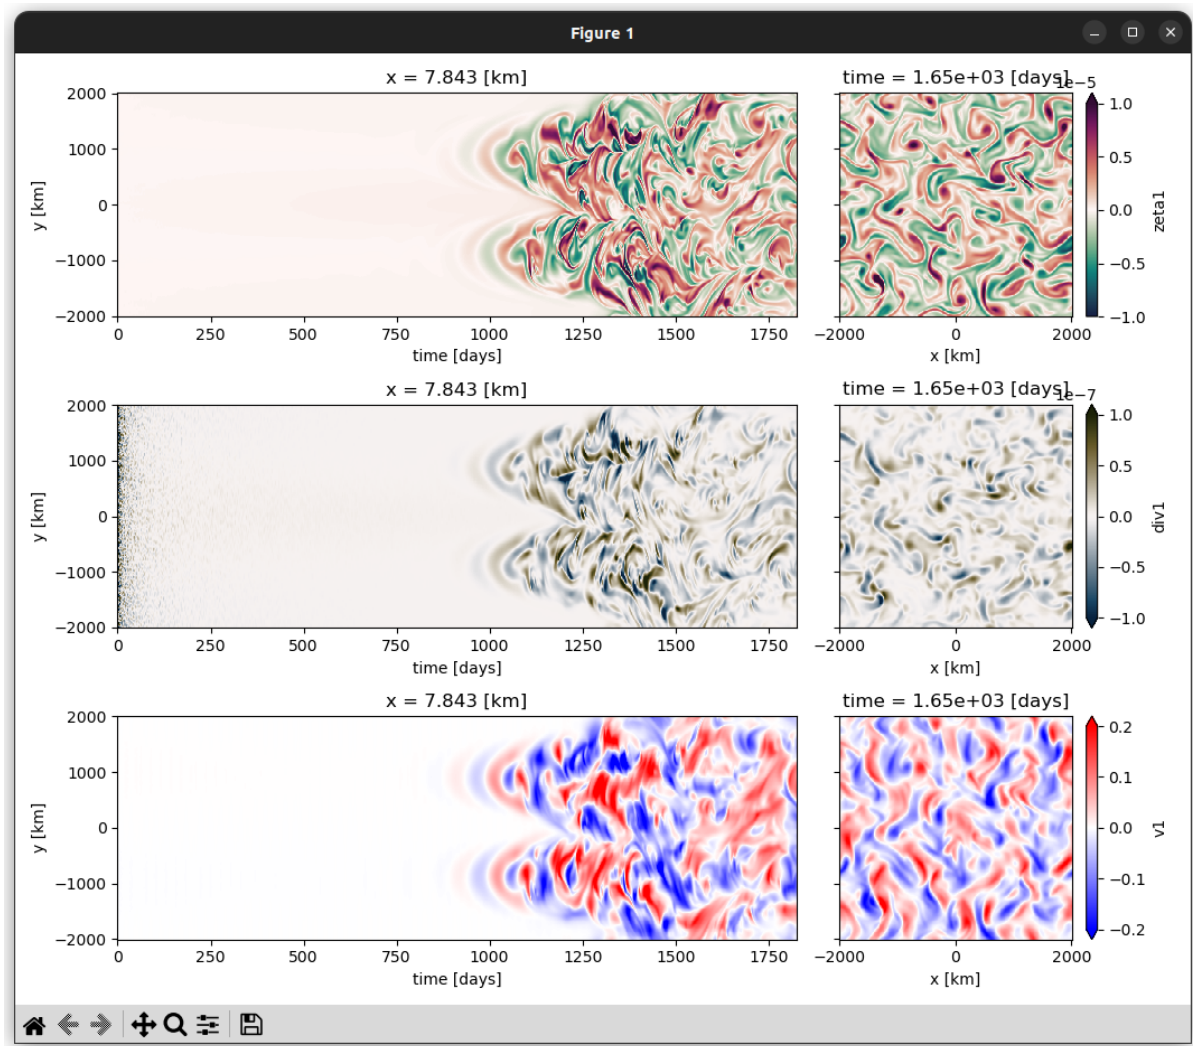 Figure 1
x = 7.843 [km]
time = 1.65e+03 [days]
1e−5
2000
1000
0
−1000
−2000
y [km]
0 250 500 750 1000 1250 1500 1750
time [days]
−2000 0 2000
x [km]
1.0
0.5
0.0
−0.5
−1.0
zeta1
x = 7.843 [km]
time = 1.65e+03 [days]
1e−7
2000
1000
0
−1000
−2000
y [km]
0 250 500 750 1000 1250 1500 1750
time [days]
−2000 0 2000
x [km]
1.0
0.5
0.0
−0.5
−1.0
div1
x = 7.843 [km]
time = 1.65e+03 [days]
2000
1000
0
−1000
−2000
y [km]
0 250 500 750 1000 1250 1500 1750
time [days]
−2000 0 2000
x [km]
0.2
0.1
0.0
−0.1
−0.2
v1